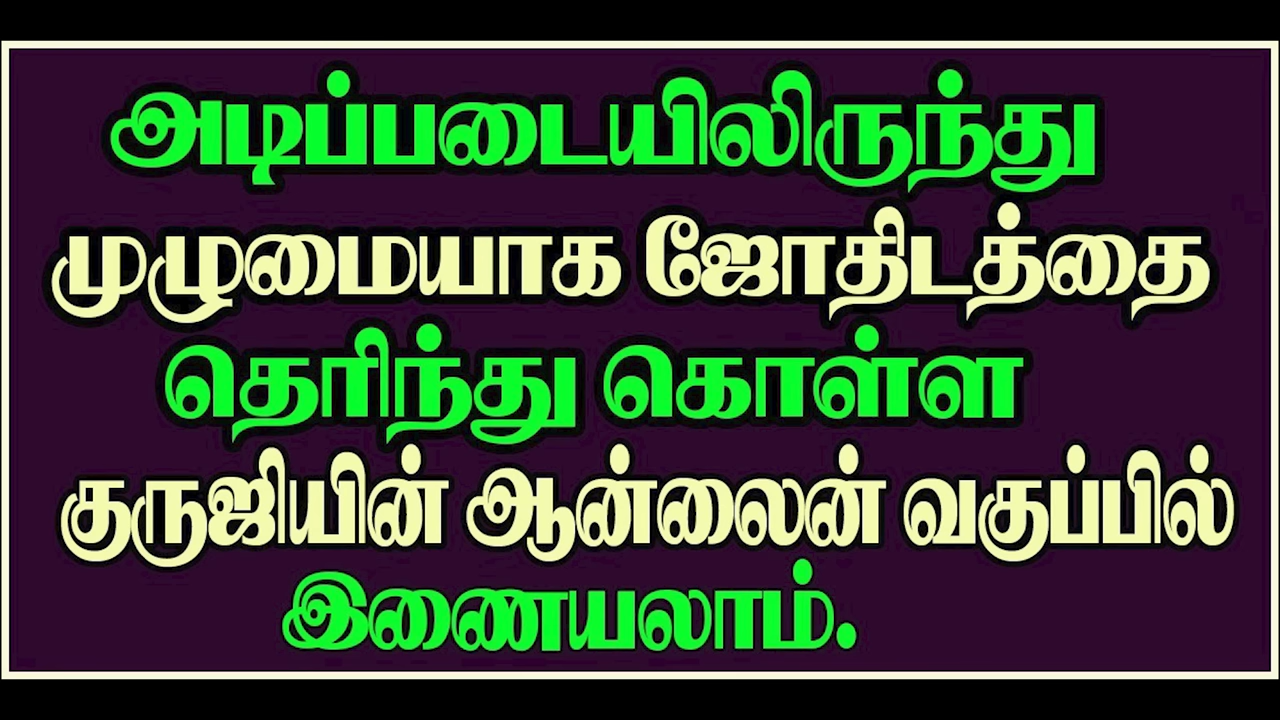 அடிப்படையிலிருந்து
முழுமையாக ஜோதிடத்தை
தெரிந்து கொள்ள
குருஜியின் ஆன்லைன் வகுப்பில்
இணையலாம்.